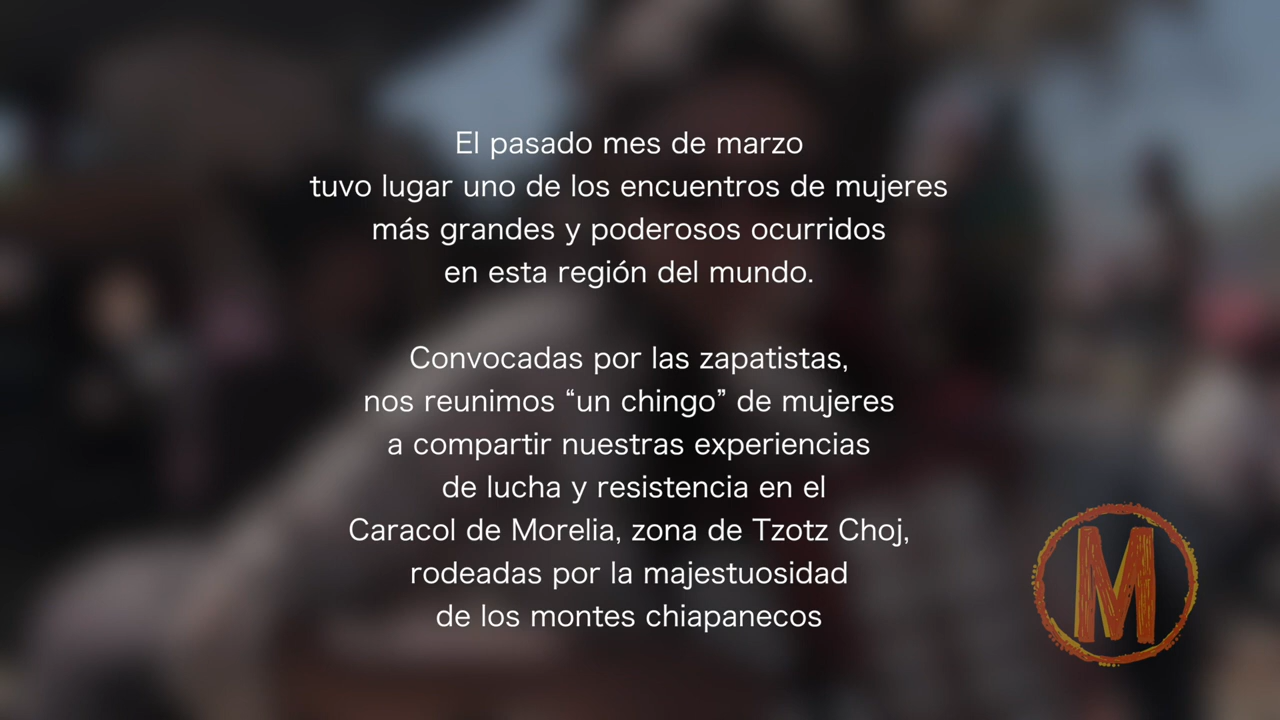 El pasado mes de marzo
tuvo lugar uno de los encuentros de mujeres
más grandes y poderosos ocurridos
en esta región del mundo.
Convocadas por las zapatistas,
nos reunimos “un chingo” de mujeres
a compartir nuestras experiencias
de lucha y resistencia en el
Caracol de Morelia, zona de Tzotz Choj,
rodeadas por la majestuosidad
de los montes chiapanecos
M